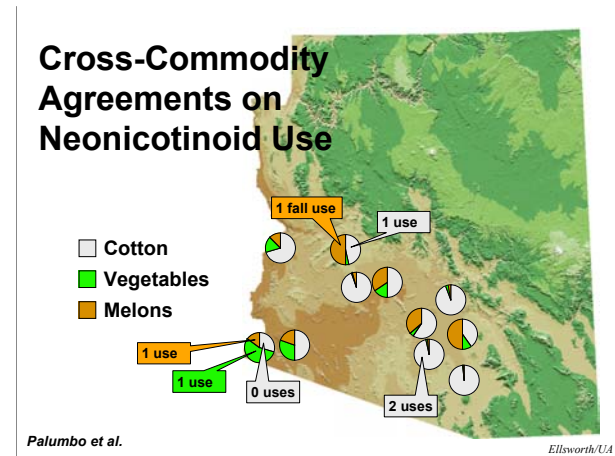 Cross-Commodity
Agreements on
Neonicotinoid Use
1 fall use
1 use
Cotton
Vegetables
Melons
1 use
1 use
0 uses
2 uses
Palumbo et al.
Ellsworth/UA